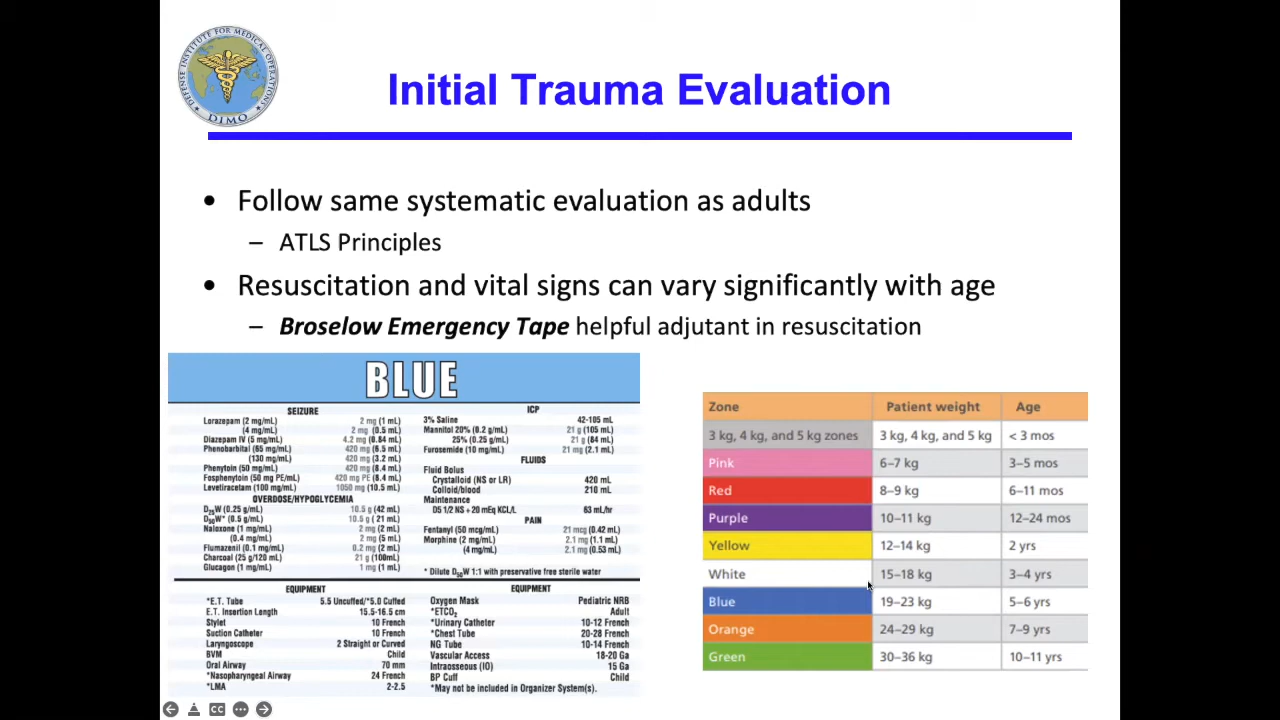 DEFENSE INSTITUTE FOR MEDICAL OPERATIONS
DIMO
Initial Trauma Evaluation
• Follow same systematic evaluation as adults
– ATLS Principles
• Resuscitation and vital signs can vary significantly with age
– Broselow Emergency Tape helpful adjutant in resuscitation
BLUE
SEIZURE
Lorazepam (2 mg/mL) 2 mg (1 mL)
(4 mg/mL) 2 mg (0.5 mL)
Diazepam IV (5 mg/mL) 4.2 mg (0.84 mL)
Phenobarbital (65 mg/mL) 420 mg (6.5 mL)
(130 mg/mL) 420 mg (3.2 mL)
Phenytoin (50 mg/mL) 420 mg (8.4 mL)
Fosphenytoin (50 mg PE/mL) 420 mg PE (8.4 mL)
Levetiracetam (100 mg/mL) 1050 mg (10.5 mL)
OVERDOSE/HYPOGLYCEMIA
D25W (0.25 g/mL) 10.5 g (42 mL)
D50W* (0.5 g/mL) 10.5 g (21 mL)
Naloxone (1 mg/mL) 2 mg (2 mL)
(0.4 mg/mL) 2 mg (5 mL)
Flumazenil (0.1 mg/mL) 0.2 mg (2 mL)
Charcoal (25 g/120 mL) 21 g (100mL)
Glucagon (1 mg/mL) 1 mg (1 mL)
ICP
3% Saline 42-105 mL
Mannitol 20% (0.2 g/mL) 21 g (105 mL)
25% (0.25 g/mL) 21 g (84 mL)
Furosemide (10 mg/mL) 21 mg (2.1 mL)
FLUIDS
Fluid Bolus
Crystalloid (NS or LR) 420 mL
Colloid/blood 210 mL
Maintenance
D5 1/2 NS + 20 mEq KCL/L 63 mL/hr
PAIN
Fentanyl (50 mcg/mL) 21 mcg (0.42 mL)
Morphine (2 mg/mL) 2.1 mg (1.1 mL)
(4 mg/mL) 2.1 mg (0.53 mL)
* Dilute D50W 1:1 with preservative free sterile water
EQUIPMENT
*E.T. Tube 5.5 Uncuffed/*5.0 Cuffed
E.T. Insertion Length 15.5-16.5 cm
Stylet 10 French
Suction Catheter 10 French
Laryngoscope 2 Straight or Curved
BVM Child
Oral Airway 70 mm
*Nasopharyngeal Airway 24 French
*LMA 2-2.5
EQUIPMENT
Oxygen Mask Pediatric NRB
*ETCO2 Adult
*Urinary Catheter 10-12 French
*Chest Tube 20-28 French
NG Tube 10-14 French
Vascular Access 18-20 Ga
Intraosseous (IO) 15 Ga
BP Cuff Child
*May not be included in Organizer System(s).
Zone Patient weight Age
3 kg, 4 kg, and 5 kg zones 3 kg, 4 kg, and 5 kg < 3 mos
Pink 6–7 kg 3–5 mos
Red 8–9 kg 6–11 mos
Purple 10–11 kg 12–24 mos
Yellow 12–14 kg 2 yrs
White 15–18 kg 3–4 yrs
Blue 19–23 kg 5–6 yrs
Orange 24–29 kg 7–9 yrs
Green 30–36 kg 10–11 yrs
CC